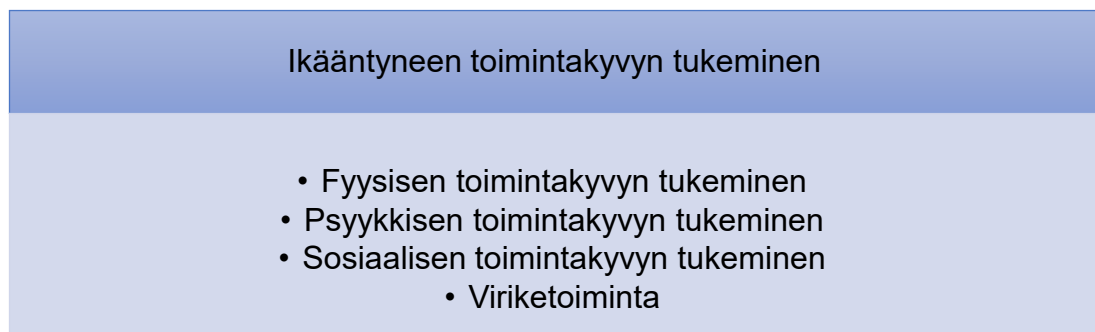 Ikääntyneen toimintakyvyn tukeminen
• Fyysisen toimintakyvyn tukeminen
• Psyykkisen toimintakyvyn tukeminen
• Sosiaalisen toimintakyvyn tukeminen
• Viriketoiminta